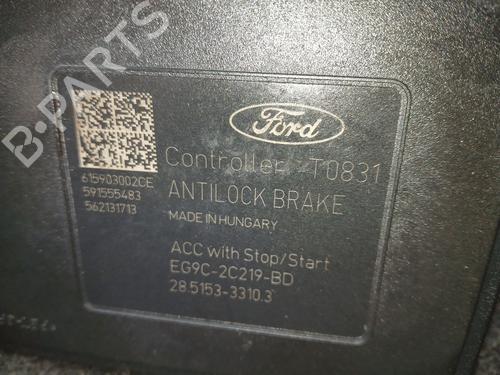 B-PARTS
Ford
Controller T0831
615903002CE
591555483
562131713
ANTILOCK BRAKE
MADE IN HUNGARY
ACC with Stop/Start
EG9C-2C219-BD
28.5153-3310.3